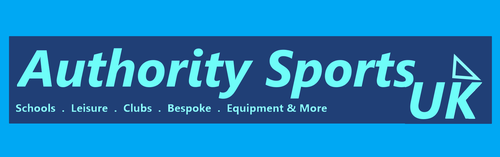 Authority Sports
UK
Schools . Leisure . Clubs . Bespoke . Equipment & More